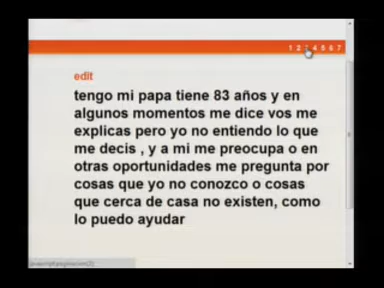 1 2 3 4 5 6 7
edit
tengo mi papa tiene 83 años y en
algunos momentos me dice vos me
explicas pero yo no entiendo lo que
me decis , y a mi me preocupa o en
otras oportunidades me pregunta por
cosas que yo no conozco o cosas
que cerca de casa no existen, como
lo puedo ayudar